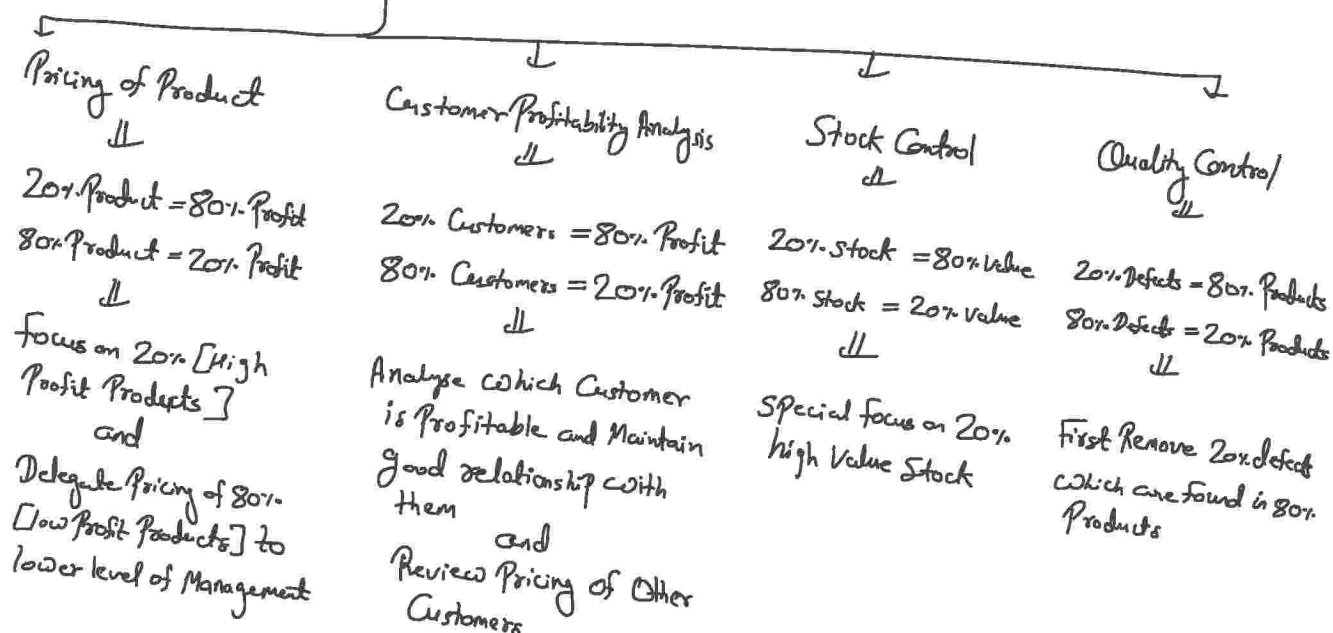 Pricing of Product
20% Product = 80% Profit
80% Product = 20% Profit
focus on 20% [High
Profit Products]
and
Delegate Pricing of 80%
[low Profit Products] to
lower level of Management
Customer Profitability Analysis
20% Customers = 80% Profit
80% Customers = 20% Profit
Analyse which Customer
is Profitable and Maintain
good relationship with
them
and
Review Pricing of Other
Customers
Stock Control
20% stock = 80% value
80% stock = 20% value
Special focus on 20%
high value Stock
Quality Control
20% Defects = 80% Products
80% Defects = 20% Products
First Remove 20% defect
which are found in 80%
Products